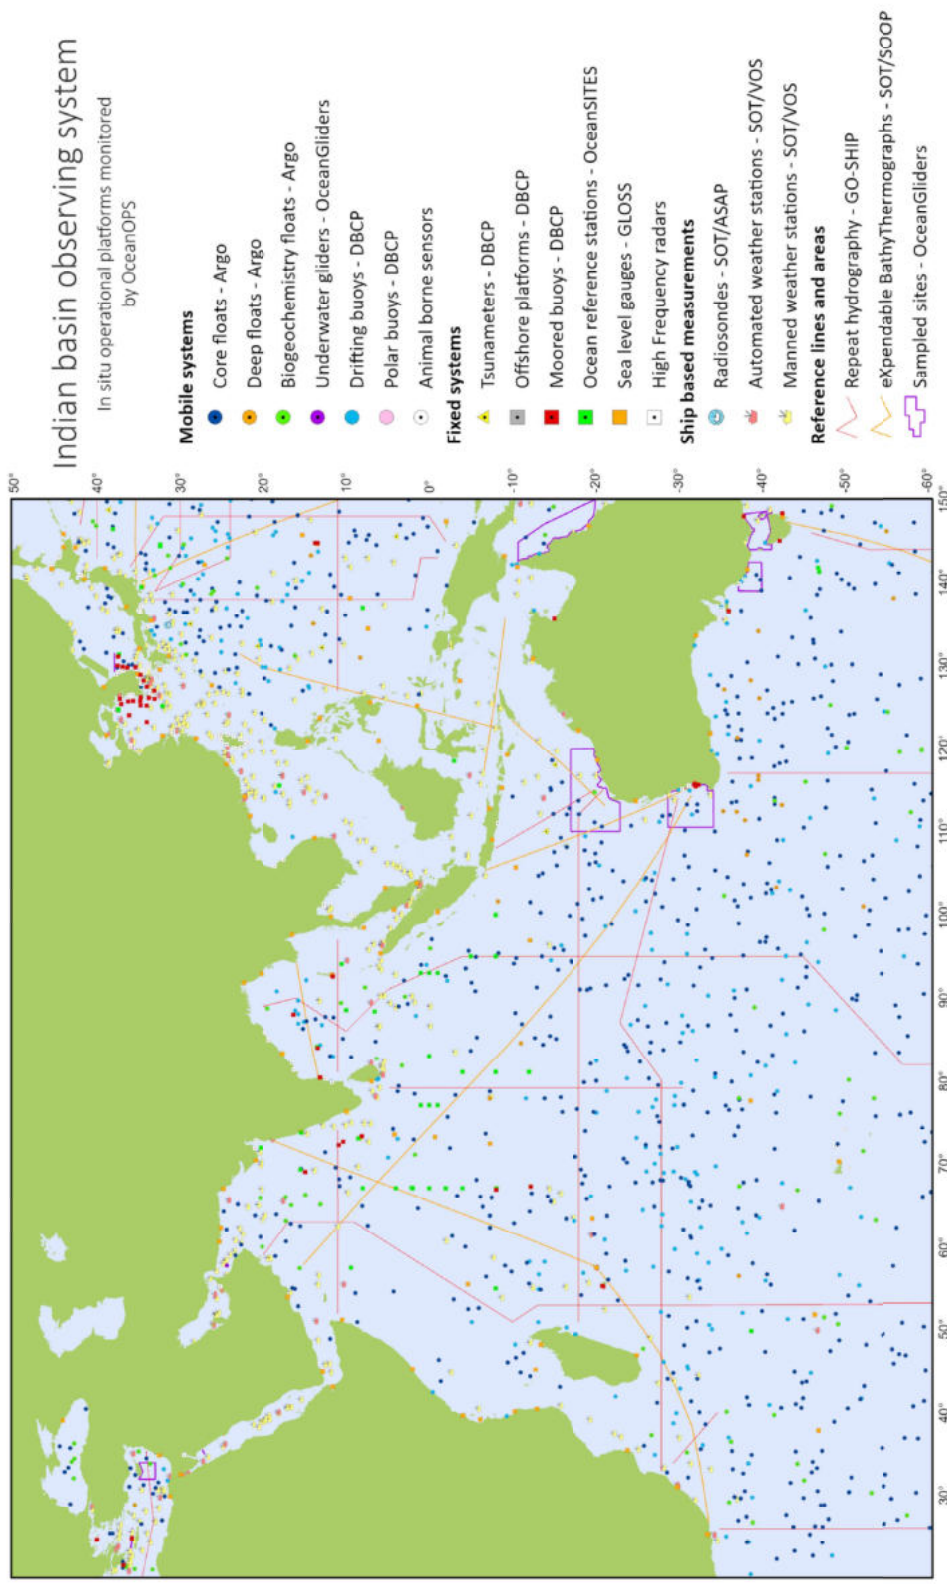 Indian basin observing system
In situ operational platforms monitored
by OceanOPS
Mobile systems
Core floats - Argo
Deep floats - Argo
Biogeochemistry floats - Argo
Underwater gliders - OceanGliders
Drifting buoys - DBCP
Polar buoys - DBCP
Animal borne sensors
Fixed systems
Tsunameters - DBCP
Offshore platforms - DBCP
Moored buoys - DBCP
Ocean reference stations - OceanSITES
Sea level gauges - GLOSS
High Frequency radars
Ship based measurements
Radiosondes - SOT/ASAP
Automated weather stations - SOT/VOS
Manned weather stations - SOT/VOS
Reference lines and areas
Repeat hydrography - GO-SHIP
eXpendable BathyThermographs - SOT/SOOP
Sampled sites - OceanGliders
50°
40°
30°
20°
10°
0°
-10°
-20°
-30°
-40°
-50°
-60°
30°
40°
50°
60°
70°
80°
90°
100°
110°
120°
130°
140°
150°